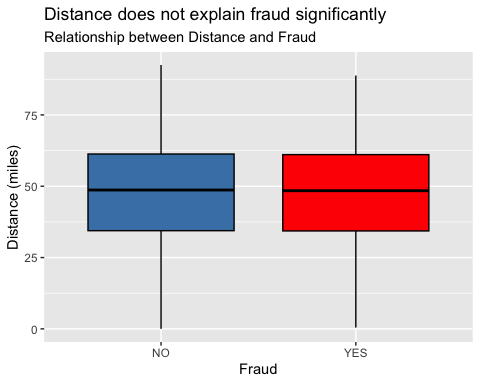 Distance does not explain fraud significantly
Relationship between Distance and Fraud
Distance (miles)
75
50
25
0
NO
YES
Fraud